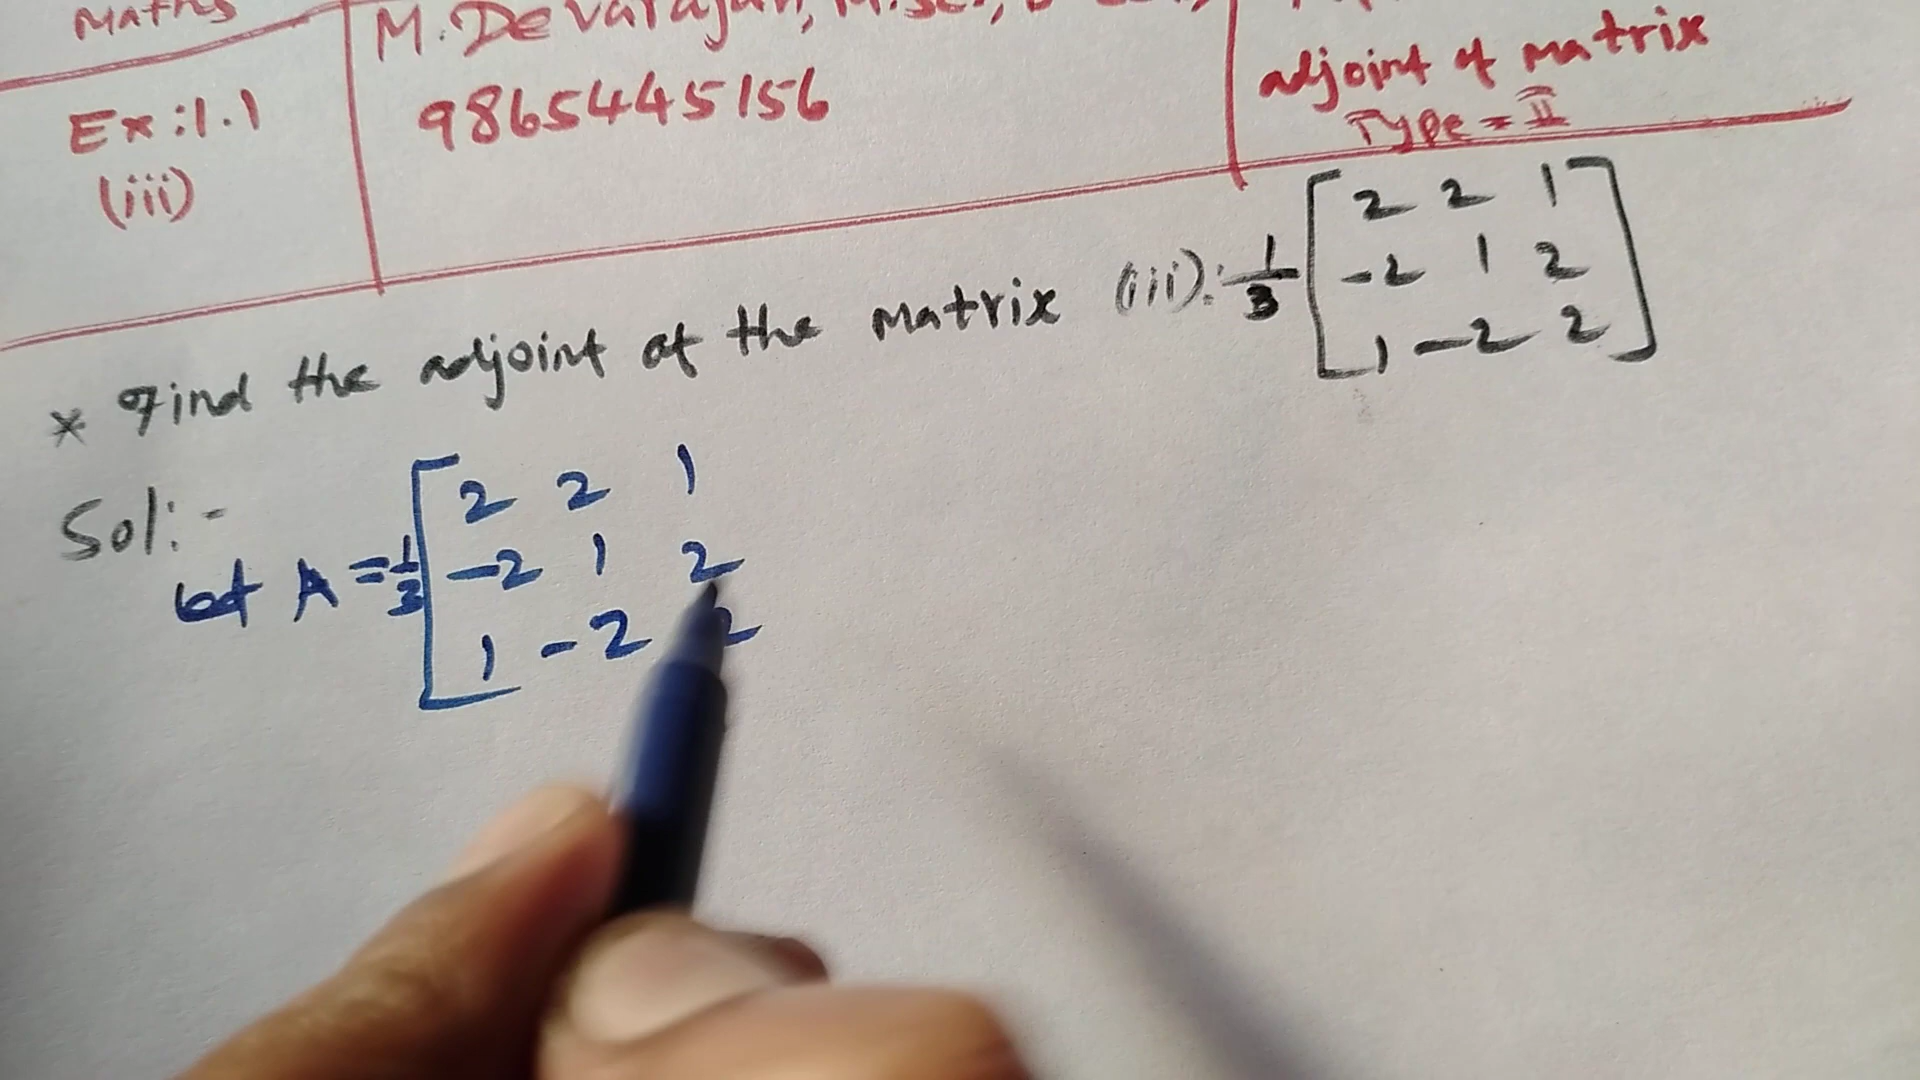 Maths
M. Devarajan, M.Sc.,
Ex:1.1
(iii)
9865445156
adjoint of matrix
Type = II
* Find the adjoint of the matrix (iii): 1/3 [2 2 1
-2 1 2
1 -2 2]
Sol:-
let A = 1/3 [2 2 1
-2 1 2
1 -2 2